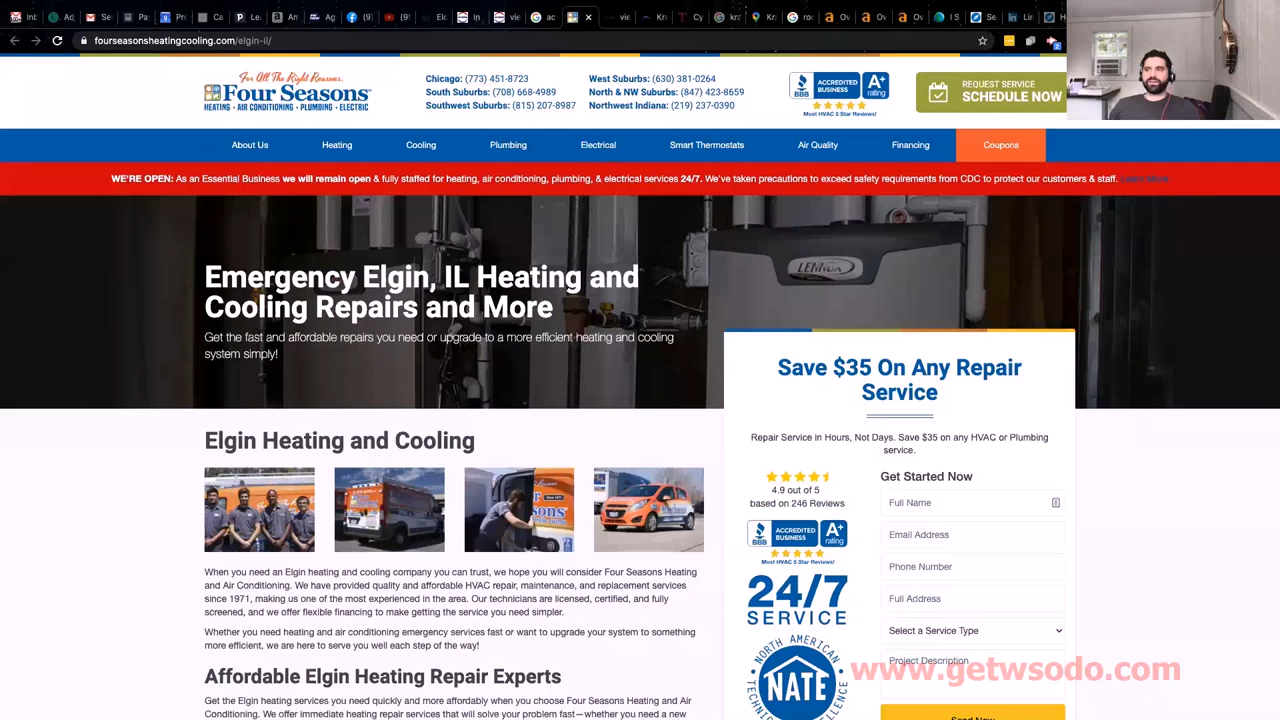 fourseasonsheatingcooling.com/elgin-il/
2
For All The Right Reasons.
Four Seasons
HEATING • AIR CONDITIONING • PLUMBING • ELECTRIC
Chicago: (773) 451-8723
South Suburbs: (708) 668-4989
Southwest Suburbs: (815) 207-8987
West Suburbs: (630) 381-0264
North & NW Suburbs: (847) 423-8659
Northwest Indiana: (219) 237-0390
BBB ACCREDITED BUSINESS A+ rating
Most HVAC 5 Star Reviews!
REQUEST SERVICE
SCHEDULE NOW
About Us Heating Cooling Plumbing Electrical Smart Thermostats Air Quality Financing Coupons
WE'RE OPEN: As an Essential Business we will remain open & fully staffed for heating, air conditioning, plumbing, & electrical services 24/7. We've taken precautions to exceed safety requirements from CDC to protect our customers & staff. Learn More
LENNOX
Emergency Elgin, IL Heating and
Cooling Repairs and More
Get the fast and affordable repairs you need or upgrade to a more efficient heating and cooling
system simply!
Elgin Heating and Cooling
When you need an Elgin heating and cooling company you can trust, we hope you will consider Four Seasons Heating
and Air Conditioning. We have provided quality and affordable HVAC repair, maintenance, and replacement services
since 1971, making us one of the most experienced in the area. Our technicians are licensed, certified, and fully
screened, and we offer flexible financing to make getting the service you need simpler.
Whether you need heating and air conditioning emergency services fast or want to upgrade your system to something
more efficient, we are here to serve you well each step of the way!
Affordable Elgin Heating Repair Experts
Get the Elgin heating services you need quickly and more affordably when you choose Four Seasons Heating and Air
Conditioning. We offer immediate heating repair services that will solve your problem fast—whether you need a new
Save $35 On Any Repair
Service
Repair Service in Hours, Not Days. Save $35 on any HVAC or Plumbing
service.
4.9 out of 5
based on 246 Reviews
BBB ACCREDITED BUSINESS A+ rating
Most HVAC 5 Star Reviews!
24/7
SERVICE
NORTH AMERICAN
NATE
Get Started Now
Full Name
Email Address
Phone Number
Full Address
Select a Service Type
Project Description
Send Now
www.getwsodo.com